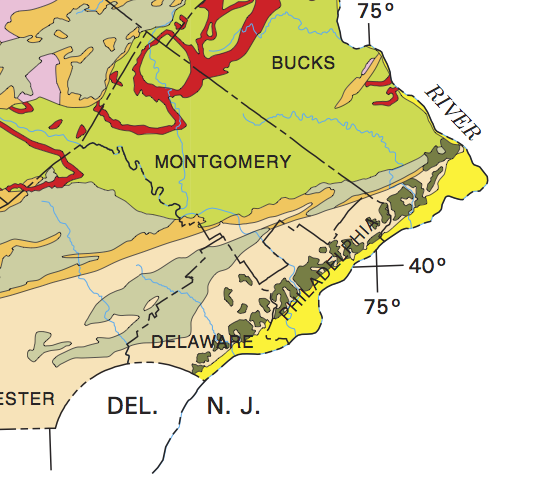 75°
BUCKS
RIVER
MONTGOMERY
PHILADELPHIA
40°
75°
DELAWARE
ESTER
DEL.
N. J.